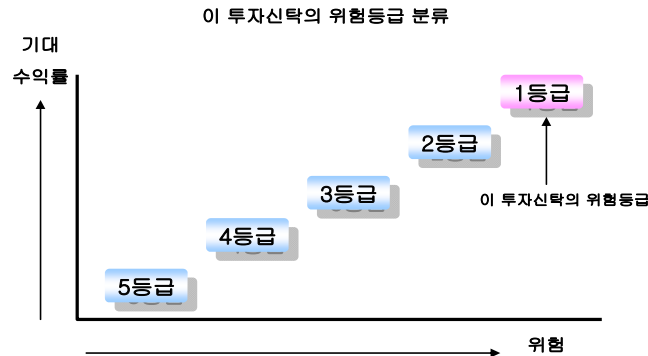 이 투자신탁의 위험등급 분류
기대
수익률
1등급
2등급
3등급
이 투자신탁의 위험등급
4등급
5등급
위험